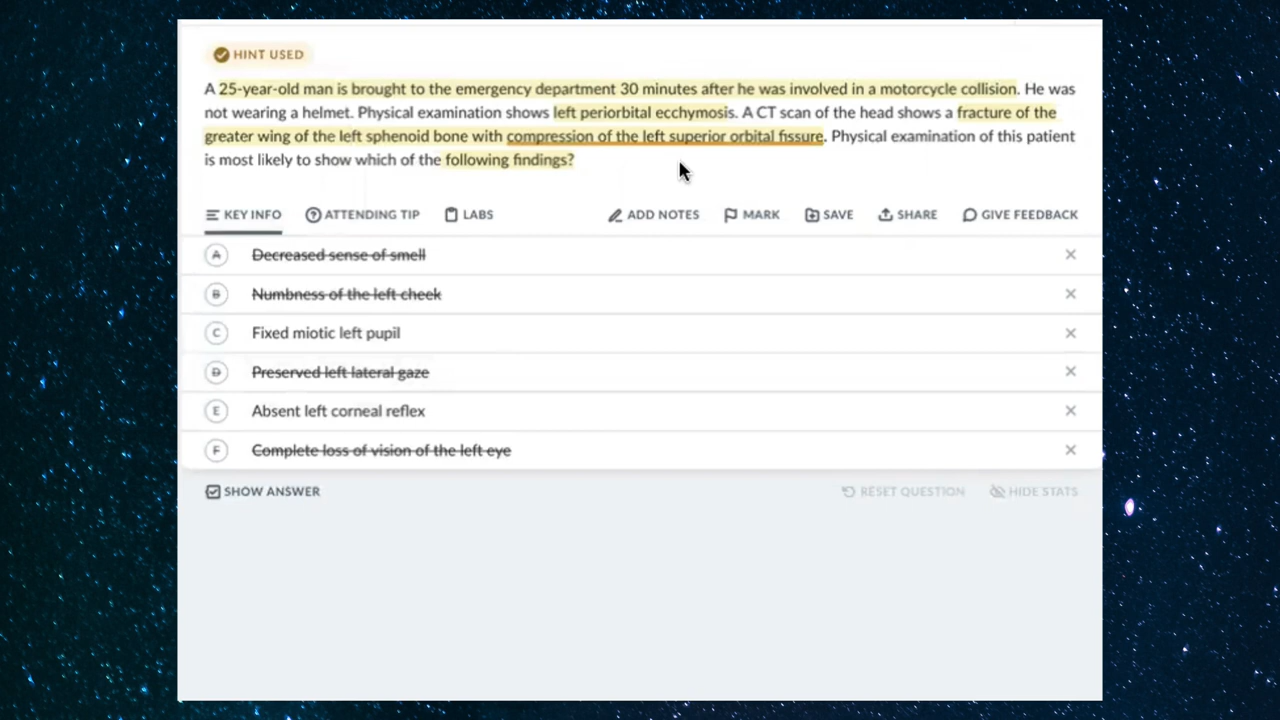 HINT USED
A 25-year-old man is brought to the emergency department 30 minutes after he was involved in a motorcycle collision. He was
not wearing a helmet. Physical examination shows left periorbital ecchymosis. A CT scan of the head shows a fracture of the
greater wing of the left sphenoid bone with compression of the left superior orbital fissure. Physical examination of this patient
is most likely to show which of the following findings?
KEY INFO ATTENDING TIP LABS ADD NOTES MARK SAVE SHARE GIVE FEEDBACK
A Decreased sense of smell
B Numbness of the left cheek
C Fixed miotic left pupil
D Preserved left lateral gaze
E Absent left corneal reflex
F Complete loss of vision of the left eye
SHOW ANSWER RESET QUESTION HIDE STATS